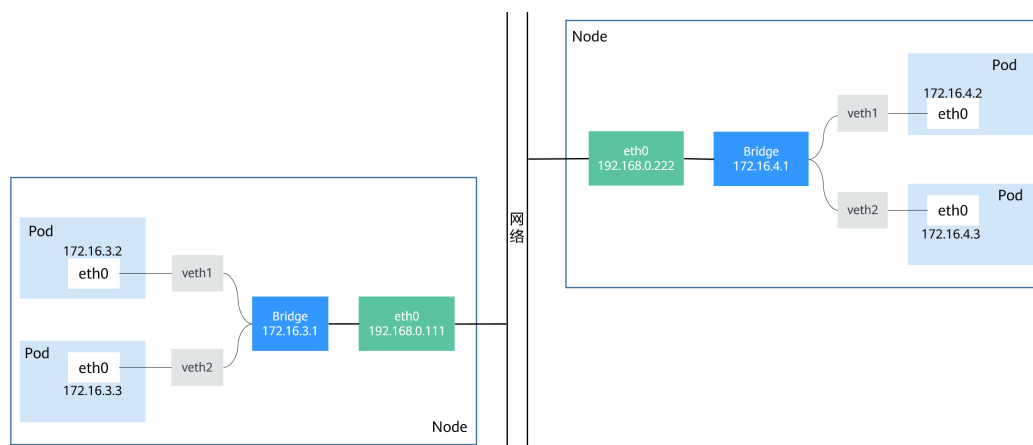 Node
Pod
172.16.4.2
eth0
veth1
eth0
192.168.0.222
Bridge
172.16.4.1
veth2
Pod
eth0
172.16.4.3
网
络
Pod
172.16.3.2
eth0
veth1
Bridge
172.16.3.1
eth0
192.168.0.111
Pod
eth0
172.16.3.3
veth2
Node